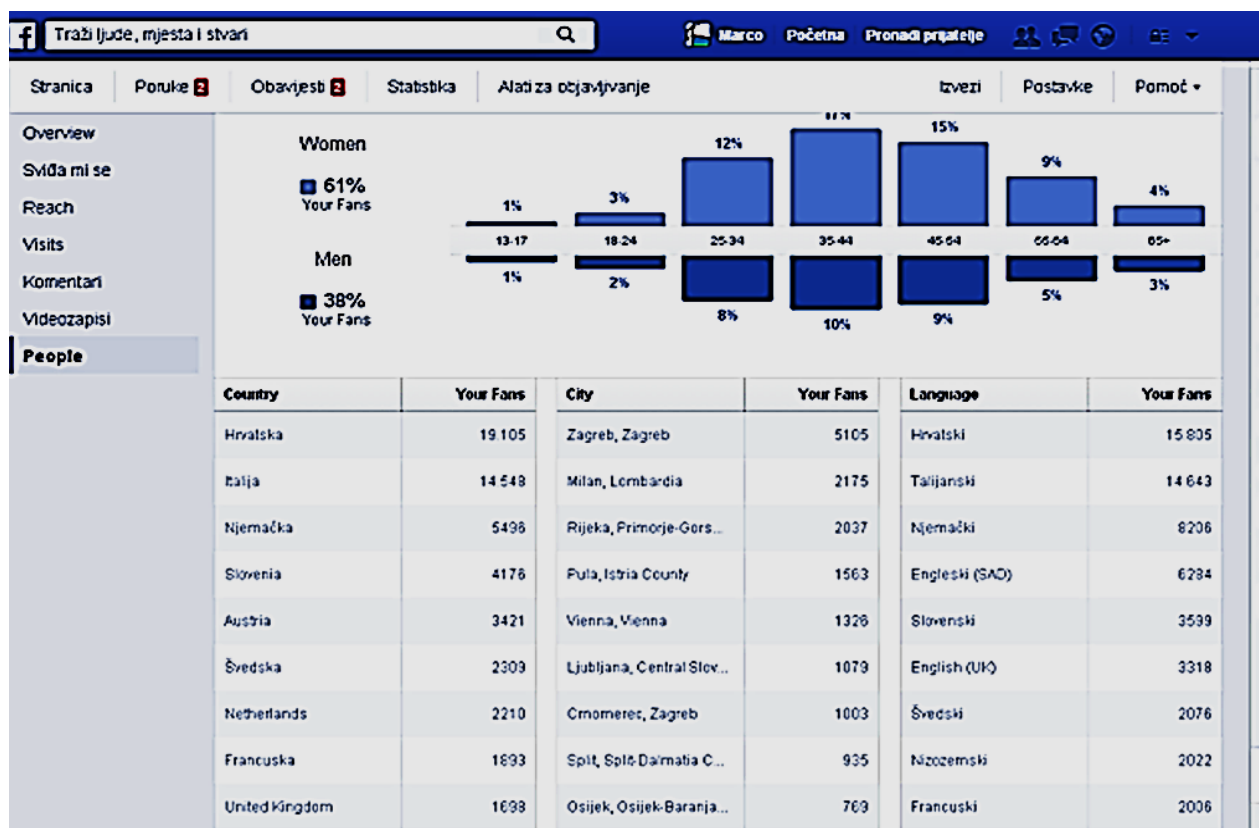 f Traži ljude, mjesta i stvari Marco Početna Pronađi prijatelje
Stranica Poruke 2 Obavijesti 2 Statistika Alati za objavljivanje Izvezi Postavke Pomoć
Overview
Sviđa mi se
Reach
Visits
Komentari
Videozapisi
People
Women
61%
Your Fans
1% 3% 12% 17% 15% 9% 4%
13-17 18-24 25-34 35-44 45-54 55-64 65+
Men
38%
Your Fans
1% 2% 8% 10% 9% 5% 3%
Country Your Fans City Your Fans Language Your Fans
Hrvatska 19.105 Zagreb, Zagreb 5105 Hrvatski 15.805
Italija 14.548 Milan, Lombardia 2175 Talijanski 14.643
Njemačka 5496 Rijeka, Primorje-Gors... 2037 Njemački 8206
Slovenia 4176 Pula, Istria County 1563 Engleski (SAD) 6284
Austria 3421 Vienna, Vienna 1326 Slovenski 3599
Švedska 2309 Ljubljana, Central Slov... 1079 English (UK) 3318
Netherlands 2210 Crnomerec, Zagreb 1003 Švedski 2076
Francuska 1893 Split, Split-Dalmatia C... 935 Nizozemski 2022
United Kingdom 1698 Osijek, Osijek-Baranja... 769 Francuski 2006